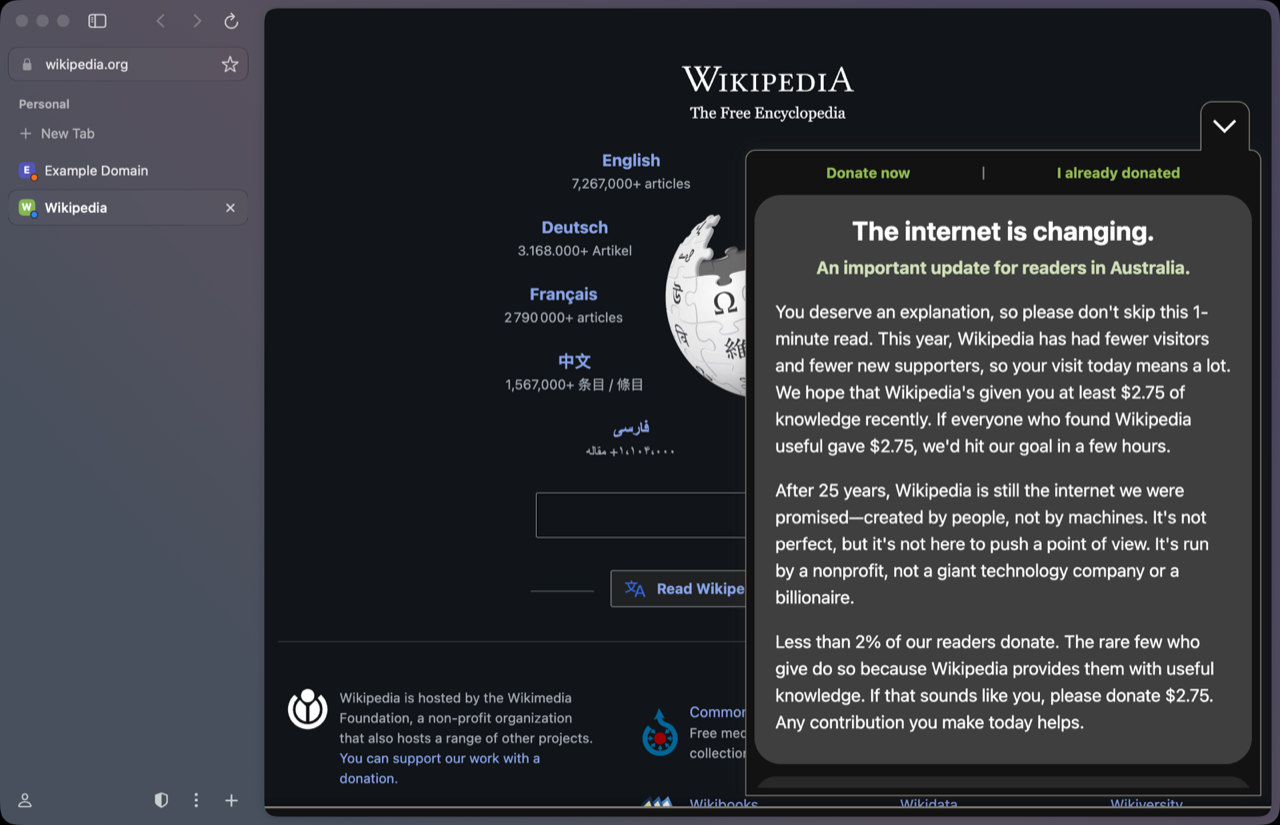 wikipedia.org
Personal
New Tab
E
Example Domain
W
Wikipedia
WIKIPEDIA
The Free Encyclopedia
English
7,267,000+ articles
Deutsch
3.168.000+ Artikel
Français
2 790 000+ articles
中文
1,567,000+ 条目 / 條目
فارسی
۱٬۱۰۴٬۰۰۰+ مقاله
Ω
維
Read Wikipe
Wikipedia is hosted by the Wikimedia
Foundation, a non-profit organization
that also hosts a range of other projects.
You can support our work with a
donation.
Common
Free med
collection
Wikibooks
Wikidata
Wikiversity
Donate now | I already donated
The internet is changing.
An important update for readers in Australia.
You deserve an explanation, so please don't skip this 1-
minute read. This year, Wikipedia has had fewer visitors
and fewer new supporters, so your visit today means a lot.
We hope that Wikipedia's given you at least $2.75 of
knowledge recently. If everyone who found Wikipedia
useful gave $2.75, we'd hit our goal in a few hours.
After 25 years, Wikipedia is still the internet we were
promised—created by people, not by machines. It's not
perfect, but it's not here to push a point of view. It's run
by a nonprofit, not a giant technology company or a
billionaire.
Less than 2% of our readers donate. The rare few who
give do so because Wikipedia provides them with useful
knowledge. If that sounds like you, please donate $2.75.
Any contribution you make today helps.